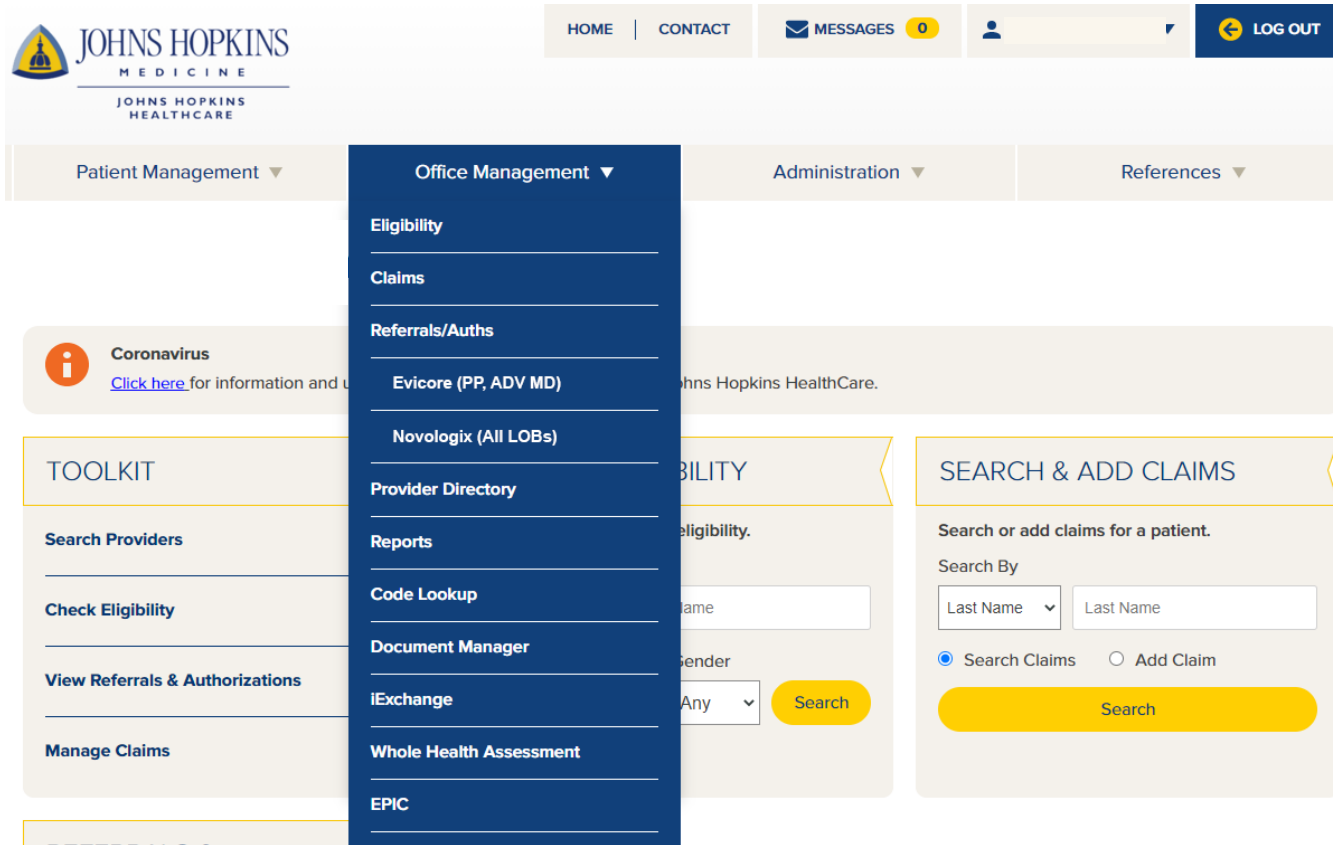 JOHNS HOPKINS
MEDICINE
JOHNS HOPKINS
HEALTHCARE
HOME
CONTACT
MESSAGES 0
LOG OUT
Patient Management
Office Management
Administration
References
Eligibility
Claims
Referrals/Auths
Evicore (PP, ADV MD)
Novologix (All LOBs)
Provider Directory
Reports
Code Lookup
Document Manager
iExchange
Whole Health Assessment
EPIC
Coronavirus
Click here for information and
Hopkins HealthCare.
TOOLKIT
Search Providers
Check Eligibility
View Referrals & Authorizations
Manage Claims
eligibility.
Any
Search
SEARCH & ADD CLAIMS
Search or add claims for a patient.
Search By
Last Name
Last Name
Search Claims
Add Claim
Search